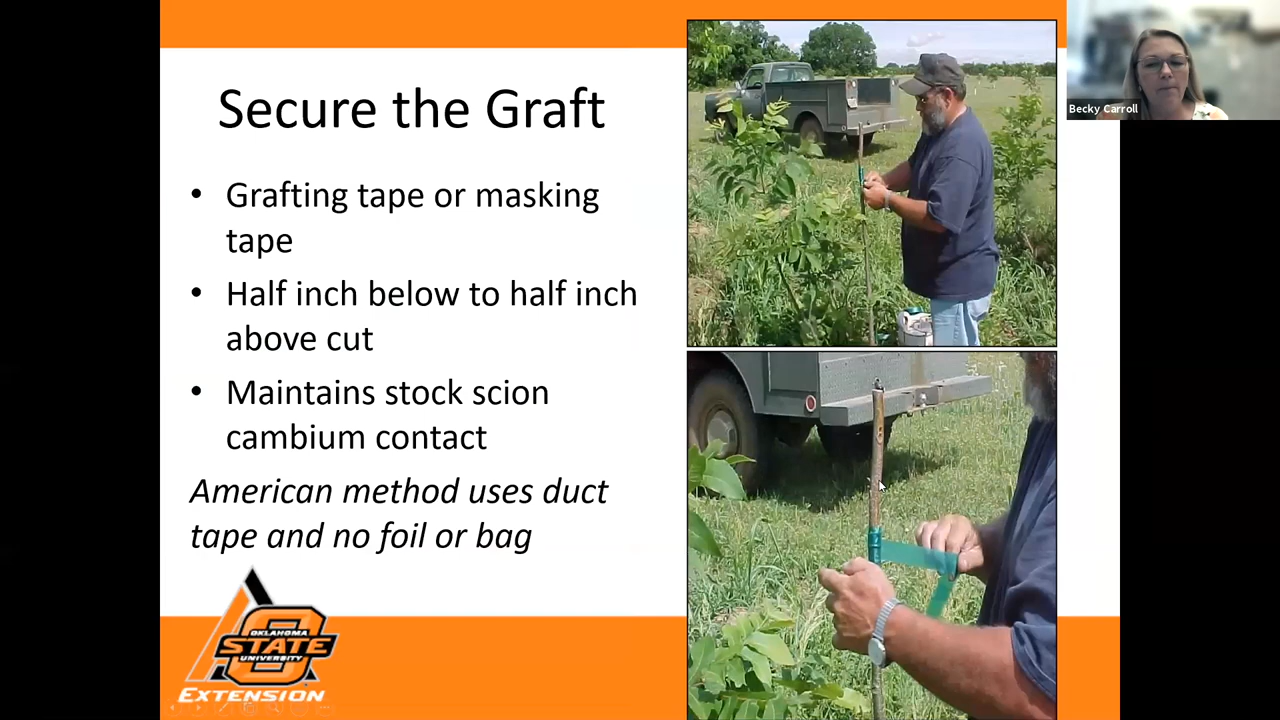 Secure the Graft
• Grafting tape or masking
tape
• Half inch below to half inch
above cut
• Maintains stock scion
cambium contact
American method uses duct
tape and no foil or bag
OKLAHOMA
STATE
UNIVERSITY
EXTENSION
Becky Carroll